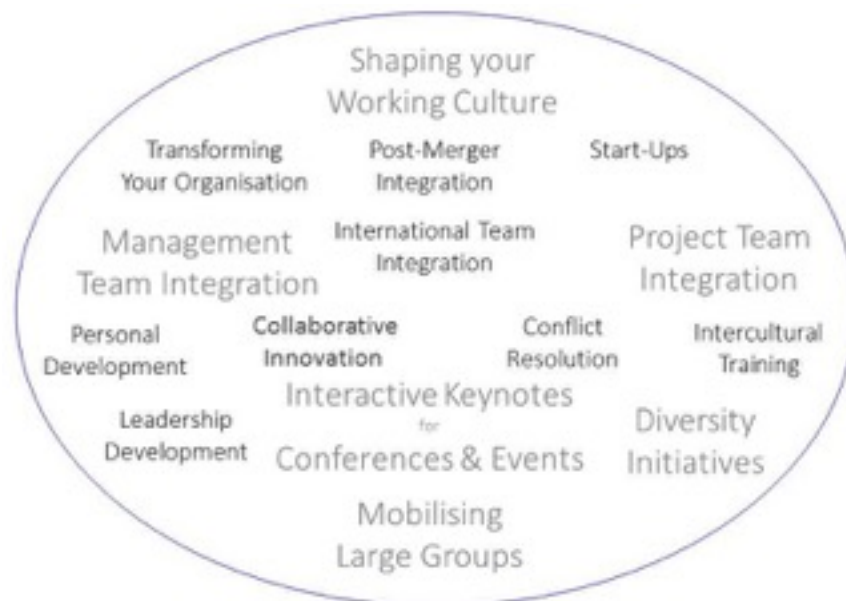 Shaping your
Working Culture
Transforming
Your Organisation
Post-Merger
Integration
Start-Ups
Management
Team Integration
International Team
Integration
Project Team
Integration
Personal
Development
Collaborative
Innovation
Conflict
Resolution
Intercultural
Training
Leadership
Development
Interactive Keynotes
for
Conferences & Events
Diversity
Initiatives
Mobilising
Large Groups